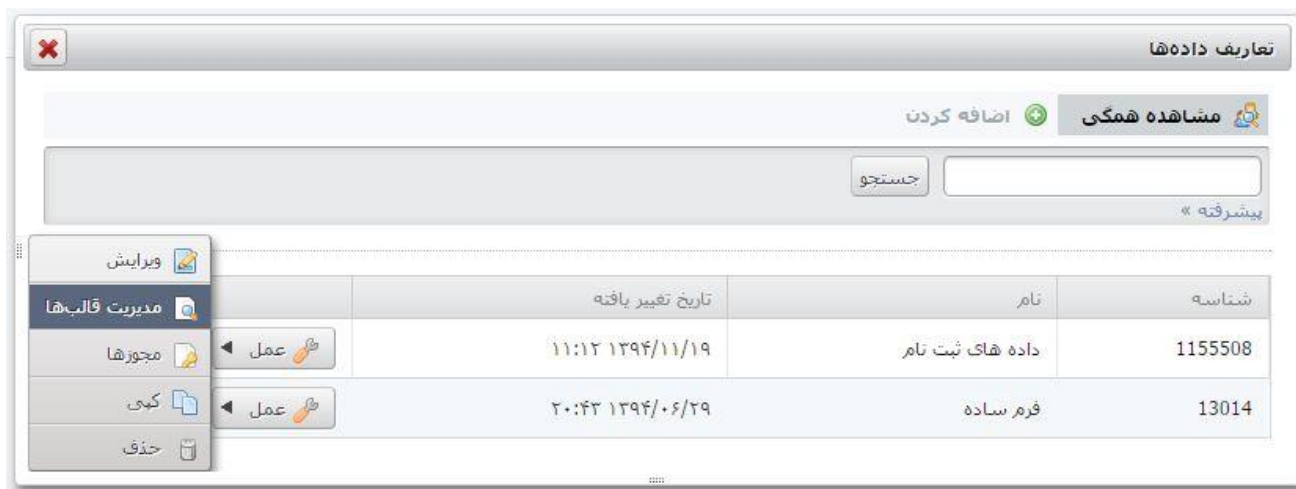 تعاریف داده‌ها
مشاهده همگی اضافه کردن
جستجو
پیشرفته »
شناسه نام تاریخ تغییر یافته
1155508 داده های ثبت نام ۱۳۹۴/۱۱/۱۹ ۱۱:۱۲ عمل
13014 فرم ساده ۱۳۹۴/۰۶/۲۹ ۲۰:۴۳ عمل
ویرایش
مدیریت قالب‌ها
مجوزها
کپی
حذف